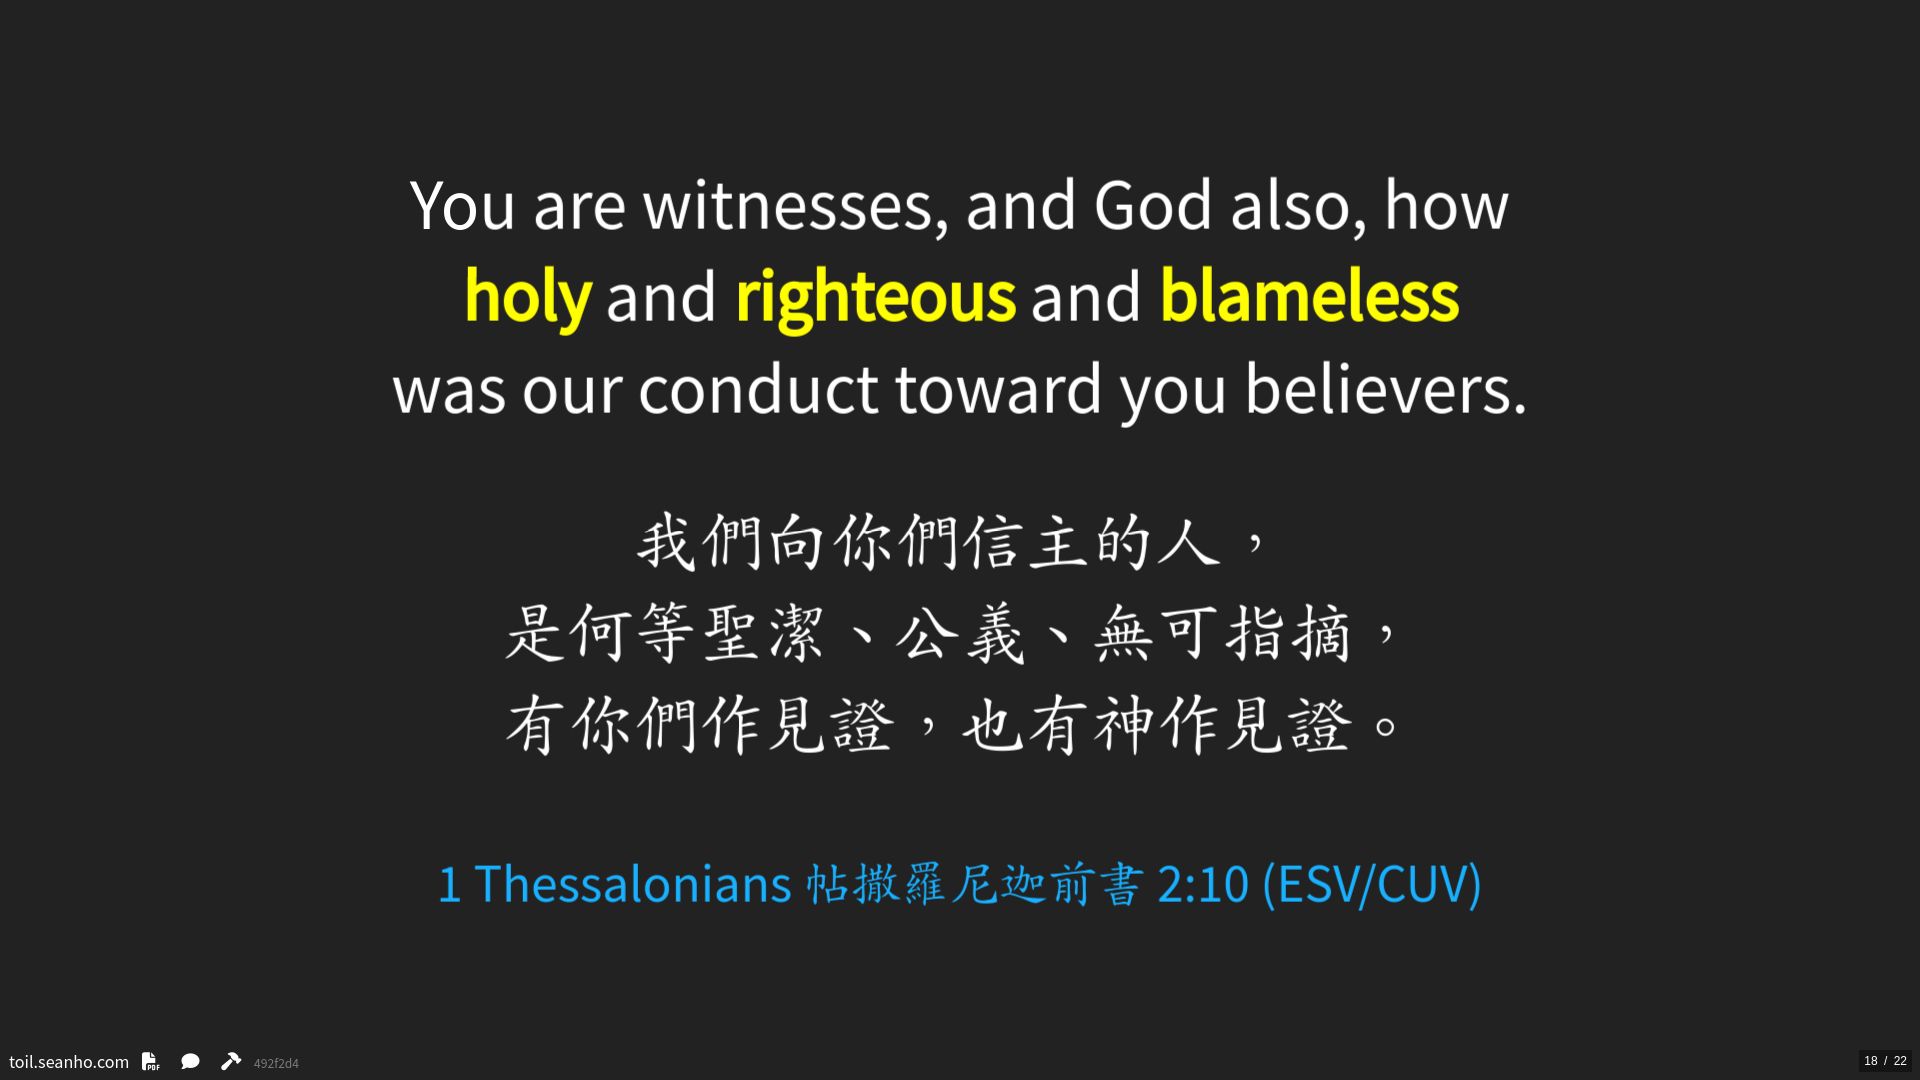 You are witnesses, and God also, how
holy and righteous and blameless
was our conduct toward you believers.
我們向你們信主的人，
是何等聖潔、公義、無可指摘，
有你們作見證，也有神作見證。
1 Thessalonians 帖撒羅尼迦前書 2:10 (ESV/CUV)
toil.seanho.com PDF 492f2d4
18 / 22